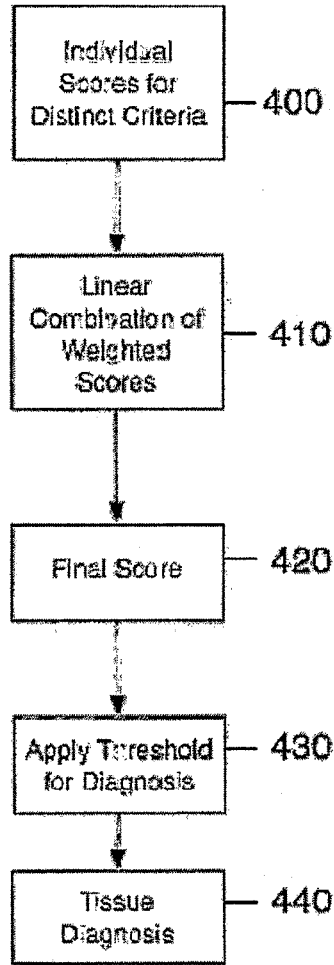 Individual
Scores for
Distinct Criteria
400
Linear
Combination of
Weighted
Scores
410
Final Score
420
Apply Threshold
for Diagnosis
430
Tissue
Diagnosis
440